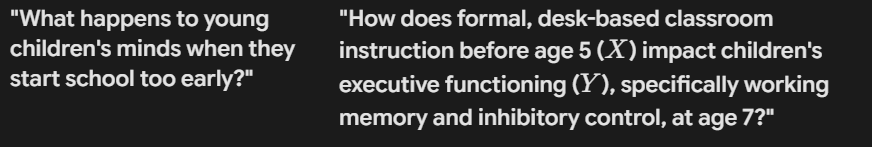 "What happens to young
children's minds when they
start school too early?"
"How does formal, desk-based classroom
instruction before age 5 (X) impact children's
executive functioning (Y), specifically working
memory and inhibitory control, at age 7?"